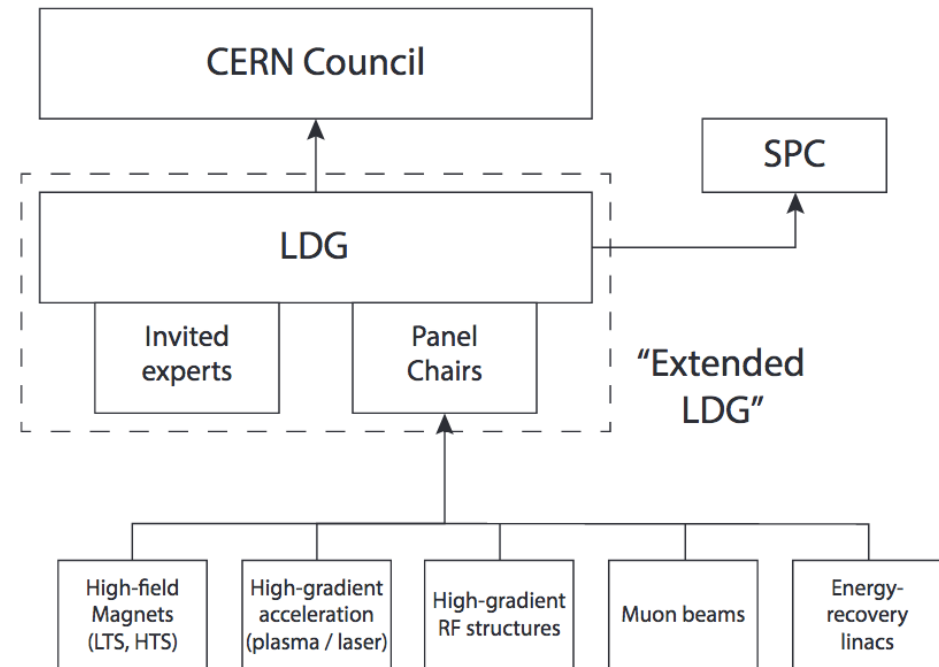 CERN Council
SPC
LDG
Invited
experts
Panel
Chairs
“Extended
LDG”
High-field
Magnets
(LTS, HTS)
High-gradient
acceleration
(plasma / laser)
High-gradient
RF structures
Muon beams
Energy-
recovery
linacs